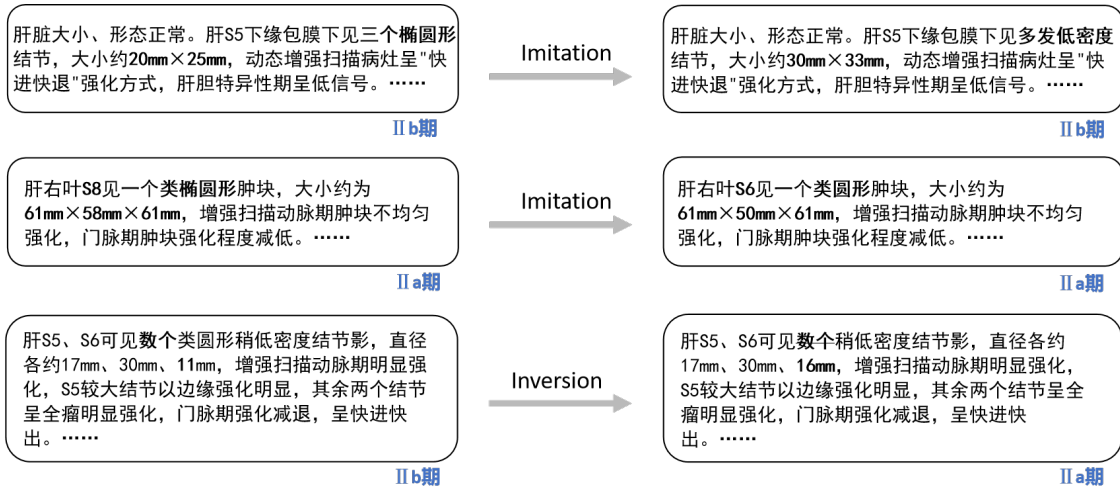 肝脏大小、形态正常。肝S5下缘包膜下见三个椭圆形
结节，大小约20mm×25mm，动态增强扫描病灶呈"快
进快退"强化方式，肝胆特异性期呈低信号。……
Ⅱb期
Imitation
肝脏大小、形态正常。肝S5下缘包膜下见多发低密度
结节，大小约30mm×33mm，动态增强扫描病灶呈"快
进快退"强化方式，肝胆特异性期呈低信号。……
Ⅱb期
肝右叶S8见一个类椭圆形肿块，大小约为
61mm×58mm×61mm，增强扫描动脉期肿块不均匀
强化，门脉期肿块强化程度减低。……
Ⅱa期
Imitation
肝右叶S6见一个类圆形肿块，大小约为
61mm×50mm×61mm，增强扫描动脉期肿块不均匀
强化，门脉期肿块强化程度减低。……
Ⅱa期
肝S5、S6可见数个类圆形稍低密度结节影，直径
各约17mm、30mm、11mm，增强扫描动脉期明显强
化，S5较大结节以边缘强化明显，其余两个结节
呈全瘤明显强化，门脉期强化减退，呈快进快
出。……
Ⅱb期
Inversion
肝S5、S6可见数个稍低密度结节影，直径各约
17mm、30mm、16mm，增强扫描动脉期明显强化，
S5较大结节以边缘强化明显，其余两个结节呈全
瘤明显强化，门脉期强化减退，呈快进快
出。……
Ⅱa期